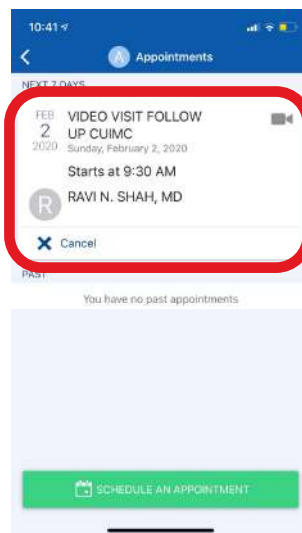 10:41
A Appointments
NEXT 7 DAYS
FEB
2
2020
VIDEO VISIT FOLLOW
UP CUIMC
Sunday, February 2, 2020
Starts at 9:30 AM
R
RAVI N. SHAH, MD
Cancel
PAST
You have no past appointments
SCHEDULE AN APPOINTMENT